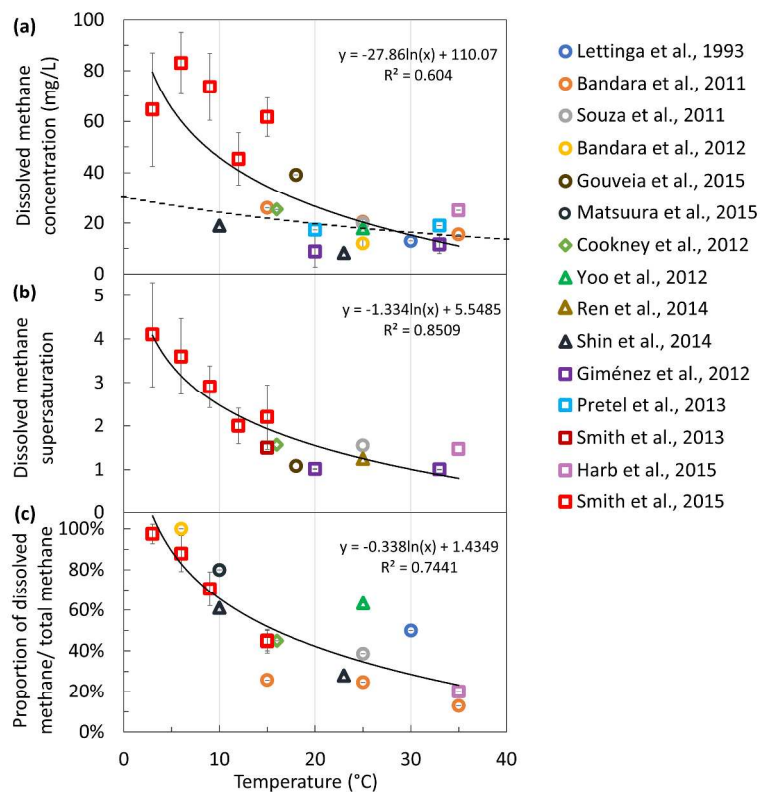 (a)
Dissolved methane
concentration (mg/L)
100
80
60
40
20
0
y = -27.86ln(x) + 110.07
R² = 0.604
(b)
Dissolved methane
supersaturation
5
4
3
2
1
0
y = -1.334ln(x) + 5.5485
R² = 0.8509
(c)
Proportion of dissolved
methane/ total methane
100%
80%
60%
40%
20%
0%
y = -0.338ln(x) + 1.4349
R² = 0.7441
0 10 20 30 40
Temperature (°C)
Lettinga et al., 1993
Bandara et al., 2011
Souza et al., 2011
Bandara et al., 2012
Gouveia et al., 2015
Matsuura et al., 2015
Cookney et al., 2012
Yoo et al., 2012
Ren et al., 2014
Shin et al., 2014
Giménez et al., 2012
Pretel et al., 2013
Smith et al., 2013
Harb et al., 2015
Smith et al., 2015